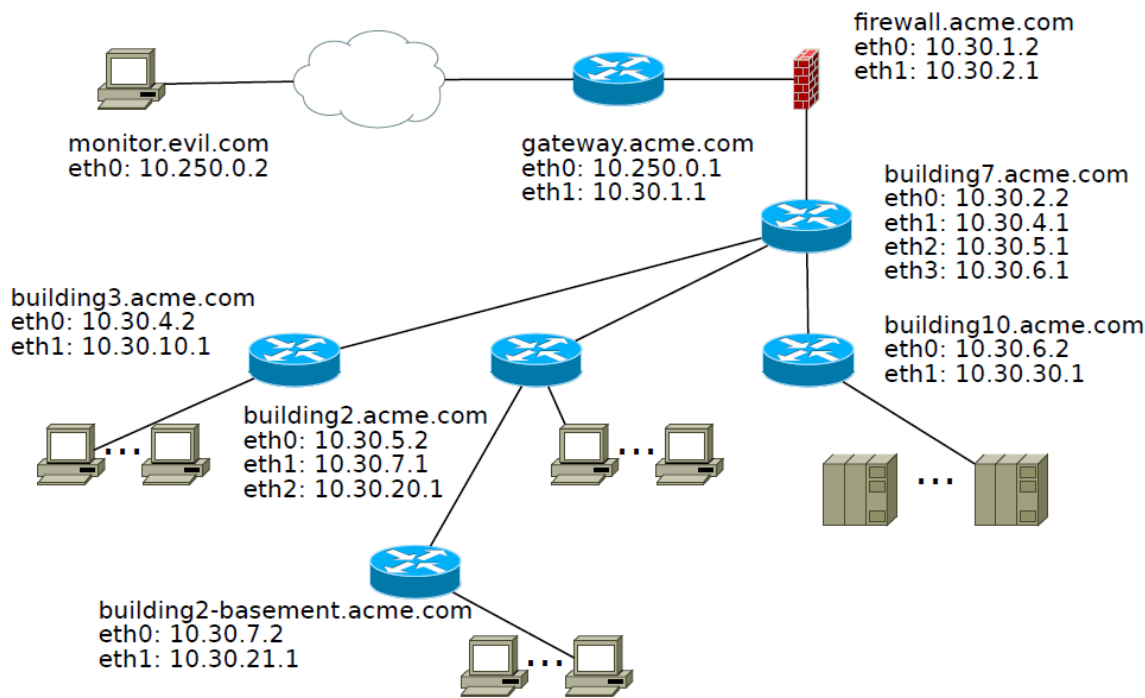 firewall.acme.com
eth0: 10.30.1.2
eth1: 10.30.2.1
monitor.evil.com
eth0: 10.250.0.2
gateway.acme.com
eth0: 10.250.0.1
eth1: 10.30.1.1
building7.acme.com
eth0: 10.30.2.2
eth1: 10.30.4.1
eth2: 10.30.5.1
eth3: 10.30.6.1
building3.acme.com
eth0: 10.30.4.2
eth1: 10.30.10.1
building10.acme.com
eth0: 10.30.6.2
eth1: 10.30.30.1
building2.acme.com
eth0: 10.30.5.2
eth1: 10.30.7.1
eth2: 10.30.20.1
...
...
...
building2-basement.acme.com
eth0: 10.30.7.2
eth1: 10.30.21.1
...